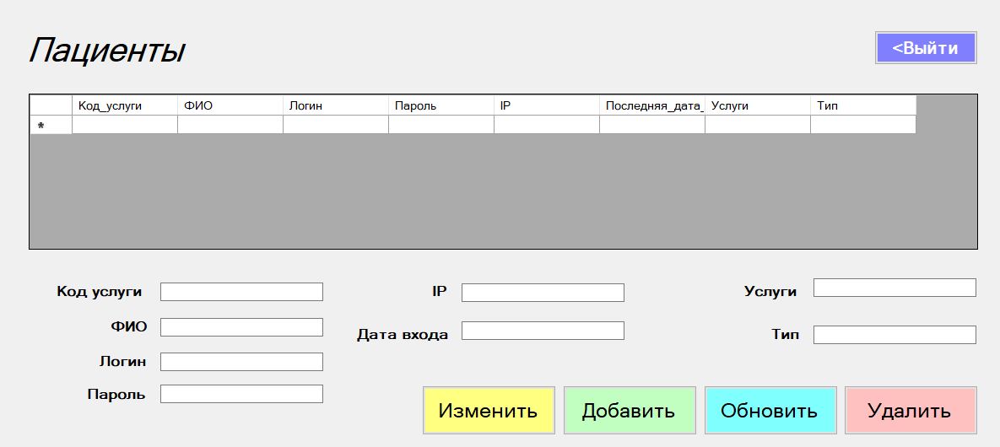 Пациенты
<Выйти
Код_услуги ФИО Логин Пароль IP Последняя_дата_ Услуги Тип
*
Код услуги IP Услуги
ФИО Дата входа Тип
Логин
Пароль
Изменить Добавить Обновить Удалить